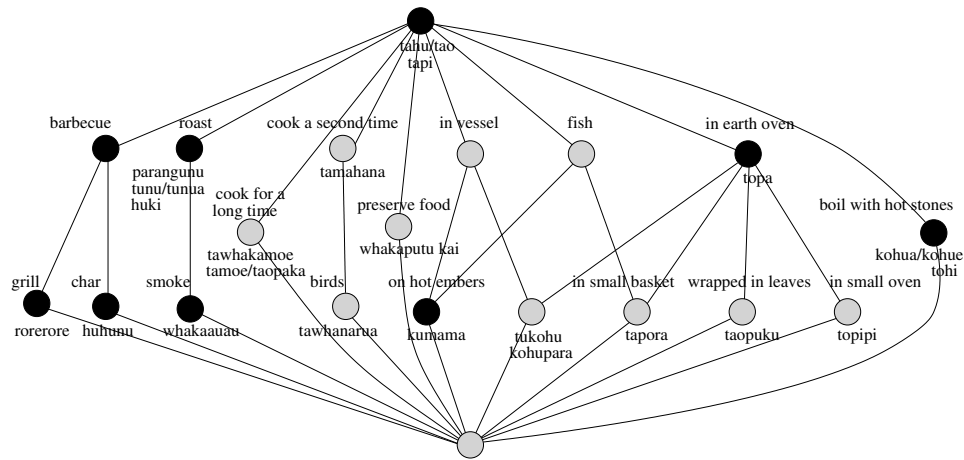 tahu/tao
tapi
barbecue
roast
cook a second time
in vessel
fish
in earth oven
parangunu
tunu/tunua
huki
tamahana
topa
cook for a
long time
preserve food
boil with hot stones
tawhakamoe
tamoe/taopaka
whakaputu kai
kohua/kohue
tohi
grill
char
smoke
birds
on hot embers
in small basket
wrapped in leaves
in small oven
rorerore
huhunu
whakaauau
tawhanarua
kumama
tukohu
kohupara
tapora
taopuku
topipi